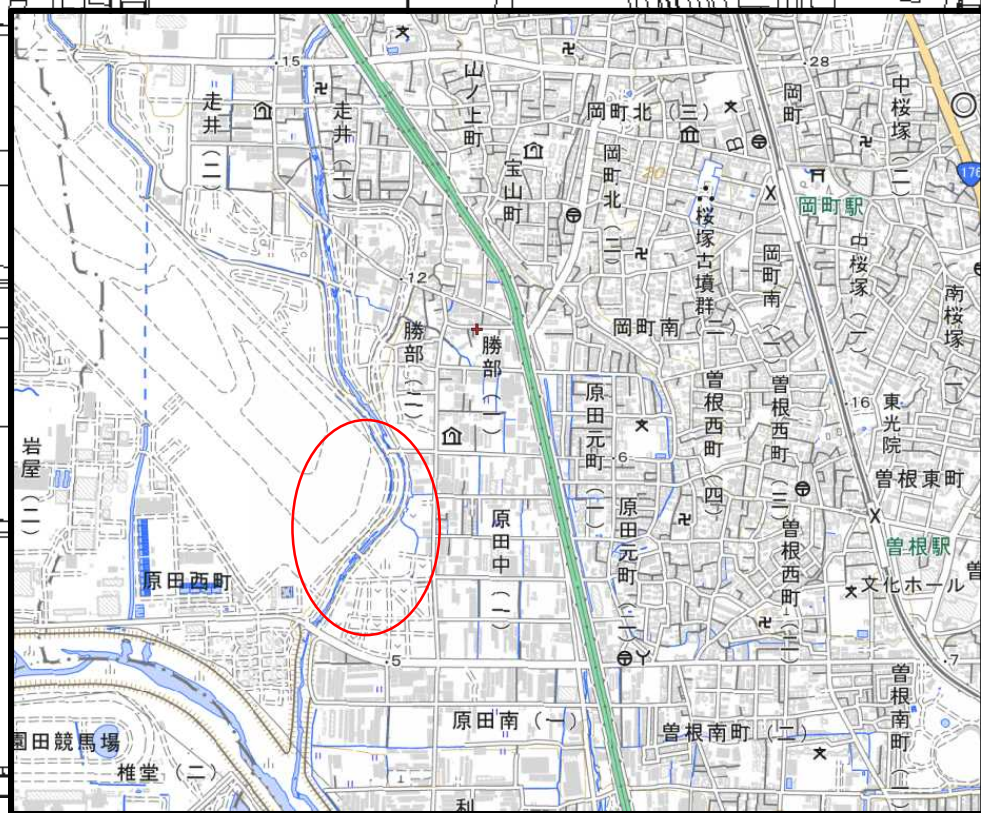 ・15
走井（二）
走井（一）
山ノ上町
宝山町
岡町北（三）
岡町北（二）
20
岡町
・28
中桜塚（二）
176
岡町駅
桜塚古墳群
岡町南（一）
中桜塚（一）
南桜塚（一）
・12
勝部（二）
勝部（一）
岡町南（二）
原田元町（一）
・6
曽根西町（四）
曽根西町（三）
・16
東光院
曽根東町
岩屋（二）
原田中（一）
原田元町（二）
曽根西町（二）
曽根駅
文化ホール
原田西町
・5
・7
原田南（一）
曽根南町（二）
曽根南町（一）
園田競馬場
椎堂（二）
利